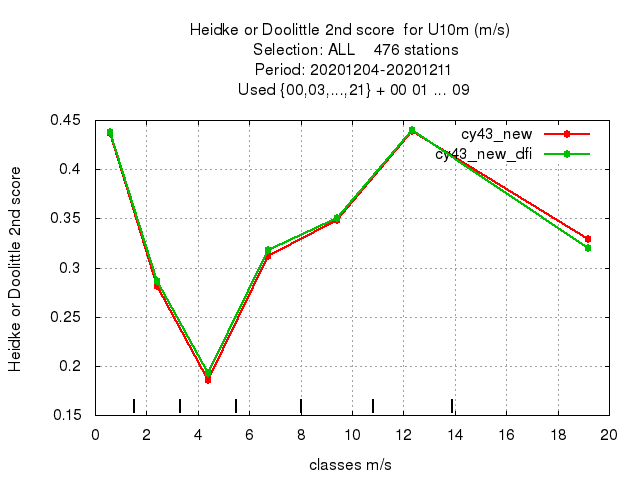 Heidke or Doolittle 2nd score  for U10m (m/s)
Selection: ALL    476 stations
Period: 20201204-20201211
Used {00,03,...,21} + 00 01 ... 09
0.45
0.4
0.35
0.3
0.25
0.2
0.15
Heidke or Doolittle 2nd score
cy43_new
cy43_new_dfi
0 2 4 6 8 10 12 14 16 18 20
classes m/s